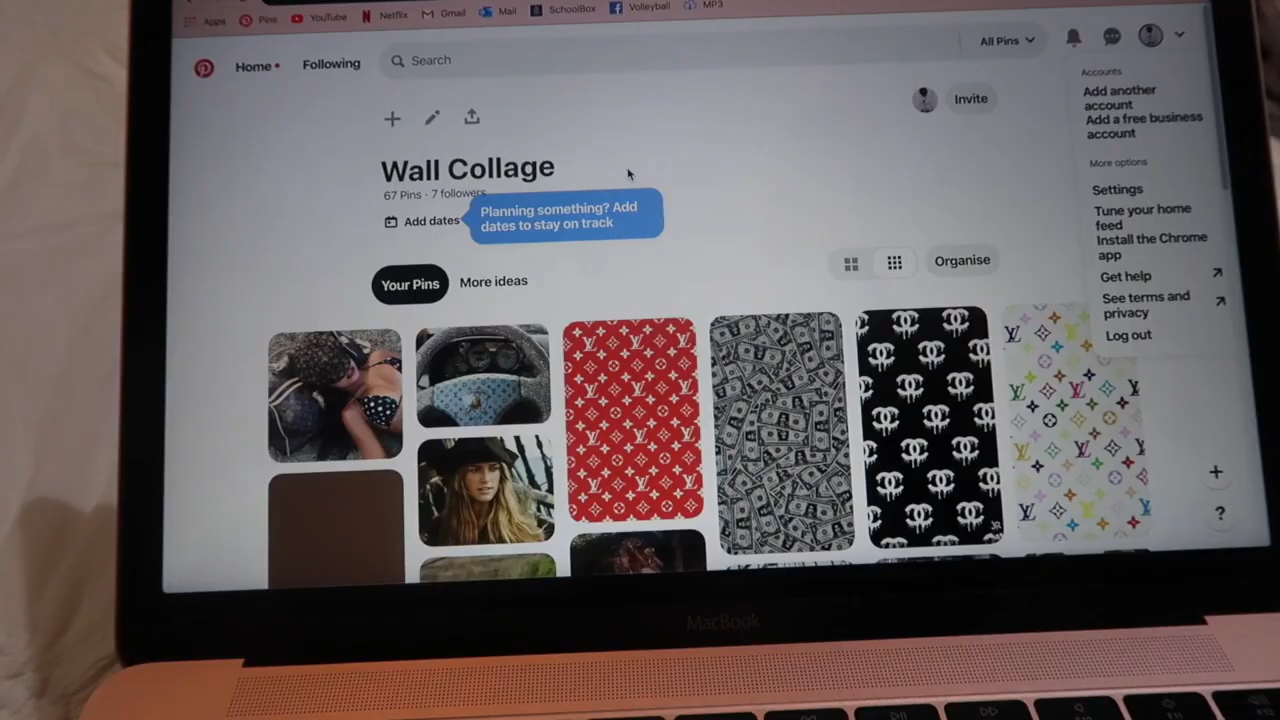 Apps Pins YouTube Netflix Gmail Mail SchoolBox Volleyball MP3
Home Following Search All Pins
Accounts
Add another
account
Add a free business
account
More options
Settings
Tune your home
feed
Install the Chrome
app
Get help
See terms and
privacy
Log out
Invite
Wall Collage
67 Pins · 7 followers
Add dates
Planning something? Add
dates to stay on track
Your Pins More ideas
Organise
?
MacBook